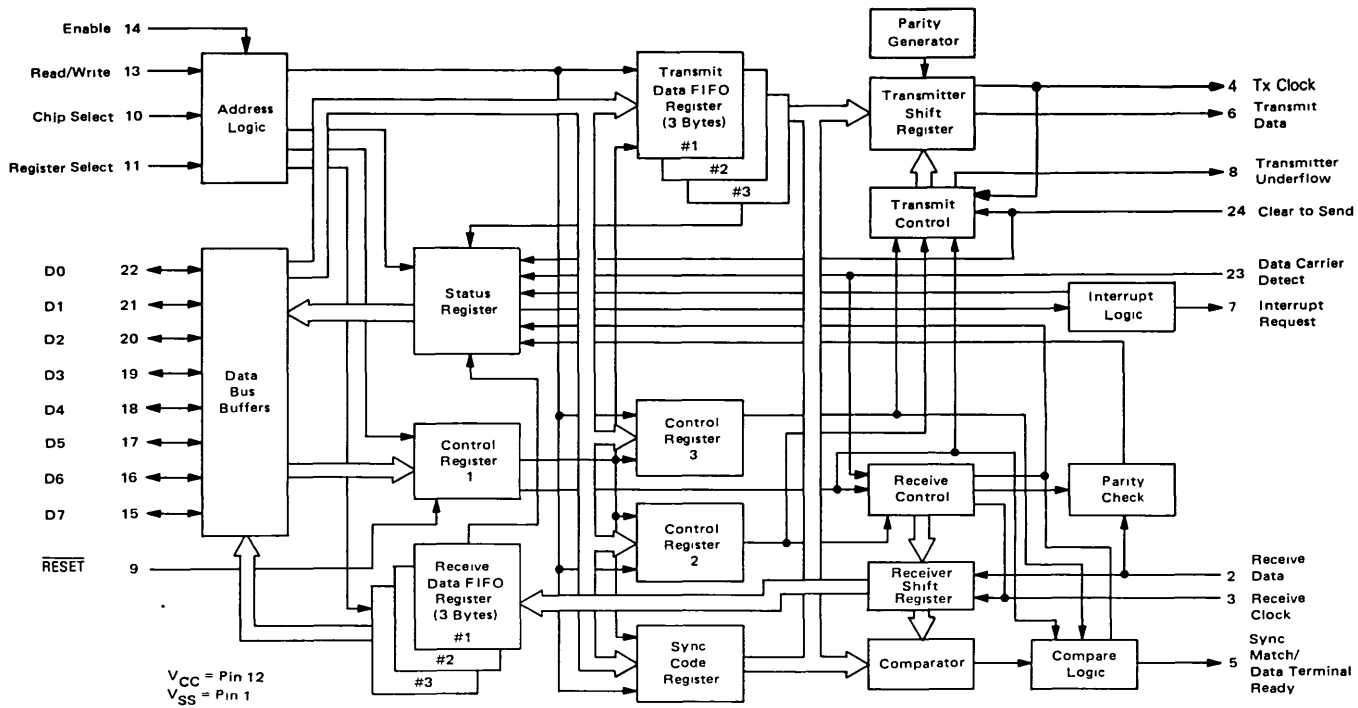 Enable 14
Read/Write 13
Chip Select 10
Register Select 11
Address
Logic
D0 22
D1 21
D2 20
D3 19
D4 18
D5 17
D6 16
D7 15
Data
Bus
Buffers
RESET 9
VCC = Pin 12
VSS = Pin 1
Transmit
Data FIFO
Register
(3 Bytes)
#1
#2
#3
Status
Register
Control
Register
1
Receive
Data FIFO
Register
(3 Bytes)
#1
#2
#3
Control
Register
3
Control
Register
2
Sync
Code
Register
Parity
Generator
Transmitter
Shift
Register
Transmit
Control
Interrupt
Logic
Receive
Control
Parity
Check
Receiver
Shift
Register
Comparator
Compare
Logic
4 Tx Clock
6 Transmit
Data
8 Transmitter
Underflow
24 Clear to Send
23 Data Carrier
Detect
7 Interrupt
Request
2 Receive
Data
3 Receive
Clock
5 Sync
Match/
Data Terminal
Ready